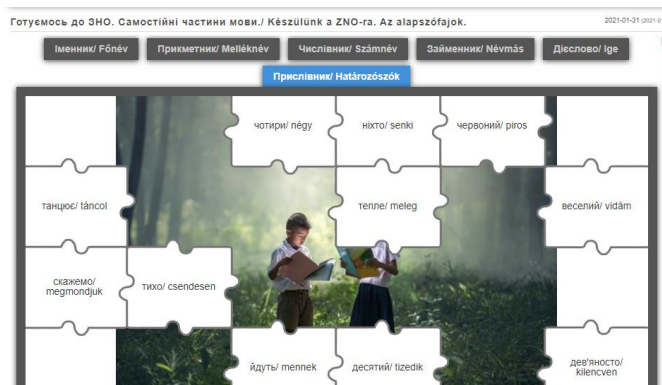 Готуємось до ЗНО. Самостійні частини мови./ Készülünk a ZNO-ra. Az alapszófajok.
2021-01-31
Іменник/ Főnév
Прикметник/ Melléknév
Числівник/ Számnév
Займенник/ Névmás
Дієслово/ Ige
Прислівник/ Határozószók
чотири/ négy
ніхто/ senki
червоний/ piros
танцює/ táncol
тепле/ meleg
веселий/ vidám
скажемо/
megmondjuk
тихо/ csendesen
йдуть/ mennek
десятий/ tizedik
дев'яносто/
kilencven